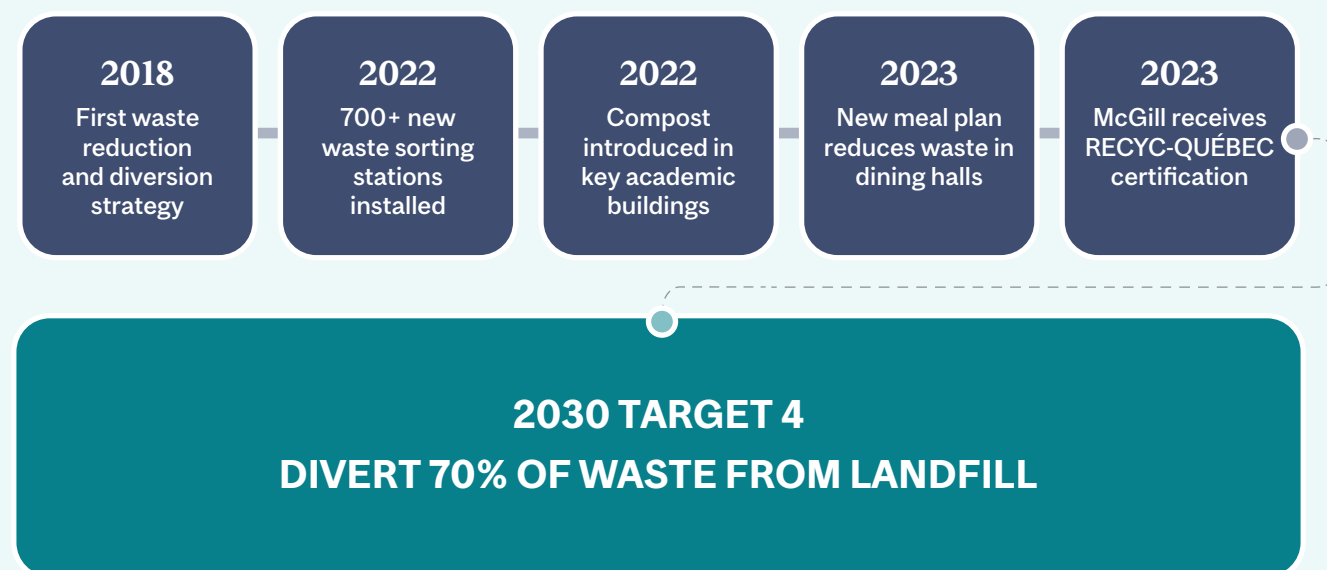 2018
First waste
reduction
and diversion
strategy
2022
700+ new
waste sorting
stations
installed
2022
Compost
introduced in
key academic
buildings
2023
New meal plan
reduces waste in
dining halls
2023
McGill receives
RECYC-QUÉBEC
certification
2030 TARGET 4
DIVERT 70% OF WASTE FROM LANDFILL